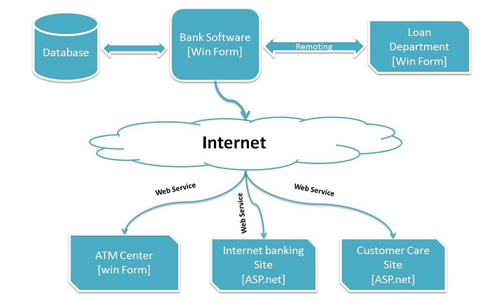 Database
Bank Software
[Win Form]
Remoting
Loan
Department
[Win Form]
Internet
Web Service
Web Service
Web Service
ATM Center
[win Form]
Internet banking
Site
[ASP.net]
Customer Care
Site
[ASP.net]